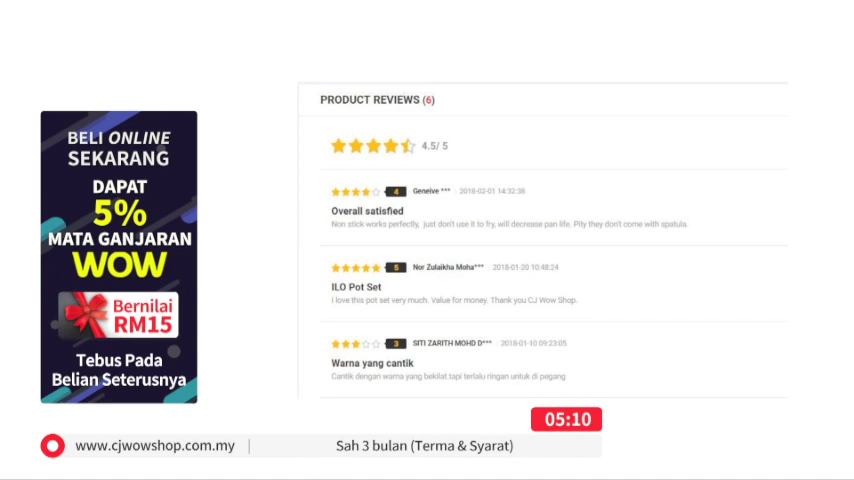 BELI ONLINE
SEKARANG
DAPAT
5%
MATA GANJARAN
WOW
Bernilai
RM15
Tebus Pada
Belian Seterusnya
PRODUCT REVIEWS (6)
4.5/ 5
4 Geneive *** 2018-02-01 14:32:38
Overall satisfied
Non stick works perfectly, just don't use it to fry, will decrease pan life. Pity they don't come with spatula.
5 Nor Zulaikha Moha*** 2018-01-20 10:48:24
ILO Pot Set
I love this pot set very much. Value for money. Thank you CJ Wow Shop.
3 SITI ZARITH MOHD D*** 2018-01-10 09:23:05
Warna yang cantik
Cantik dengan warna yang bekilat.tapi terlalu ringan untuk di pegang
05:10
www.cjwowshop.com.my | Sah 3 bulan (Terma & Syarat)